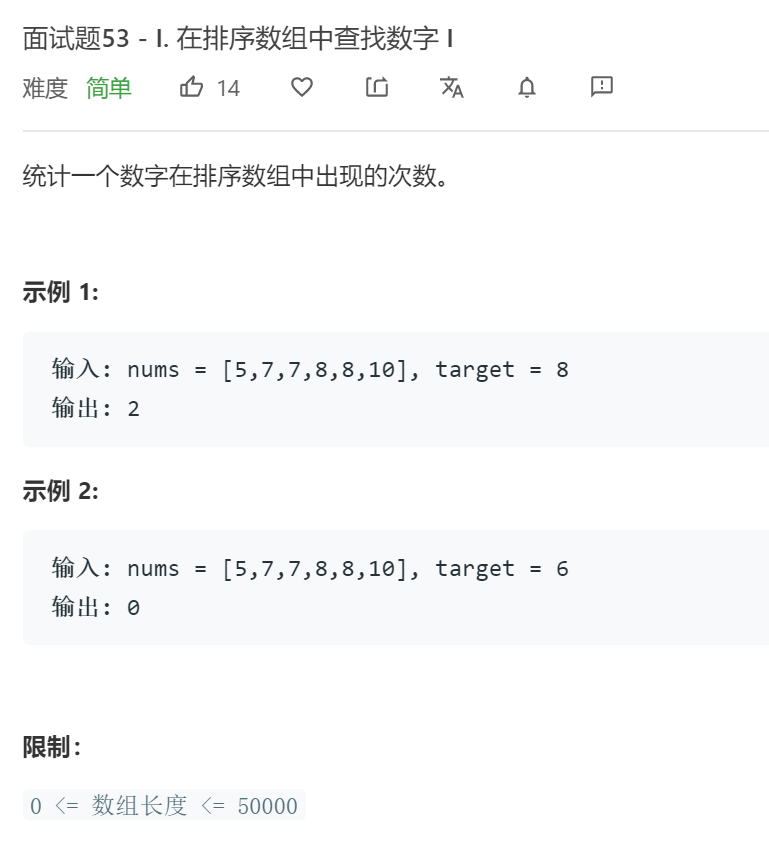 面试题53 - I. 在排序数组中查找数字 I
难度 简单 14
统计一个数字在排序数组中出现的次数。
示例 1:
输入: nums = [5,7,7,8,8,10], target = 8
输出: 2
示例 2:
输入: nums = [5,7,7,8,8,10], target = 6
输出: 0
限制：
0 <= 数组长度 <= 50000